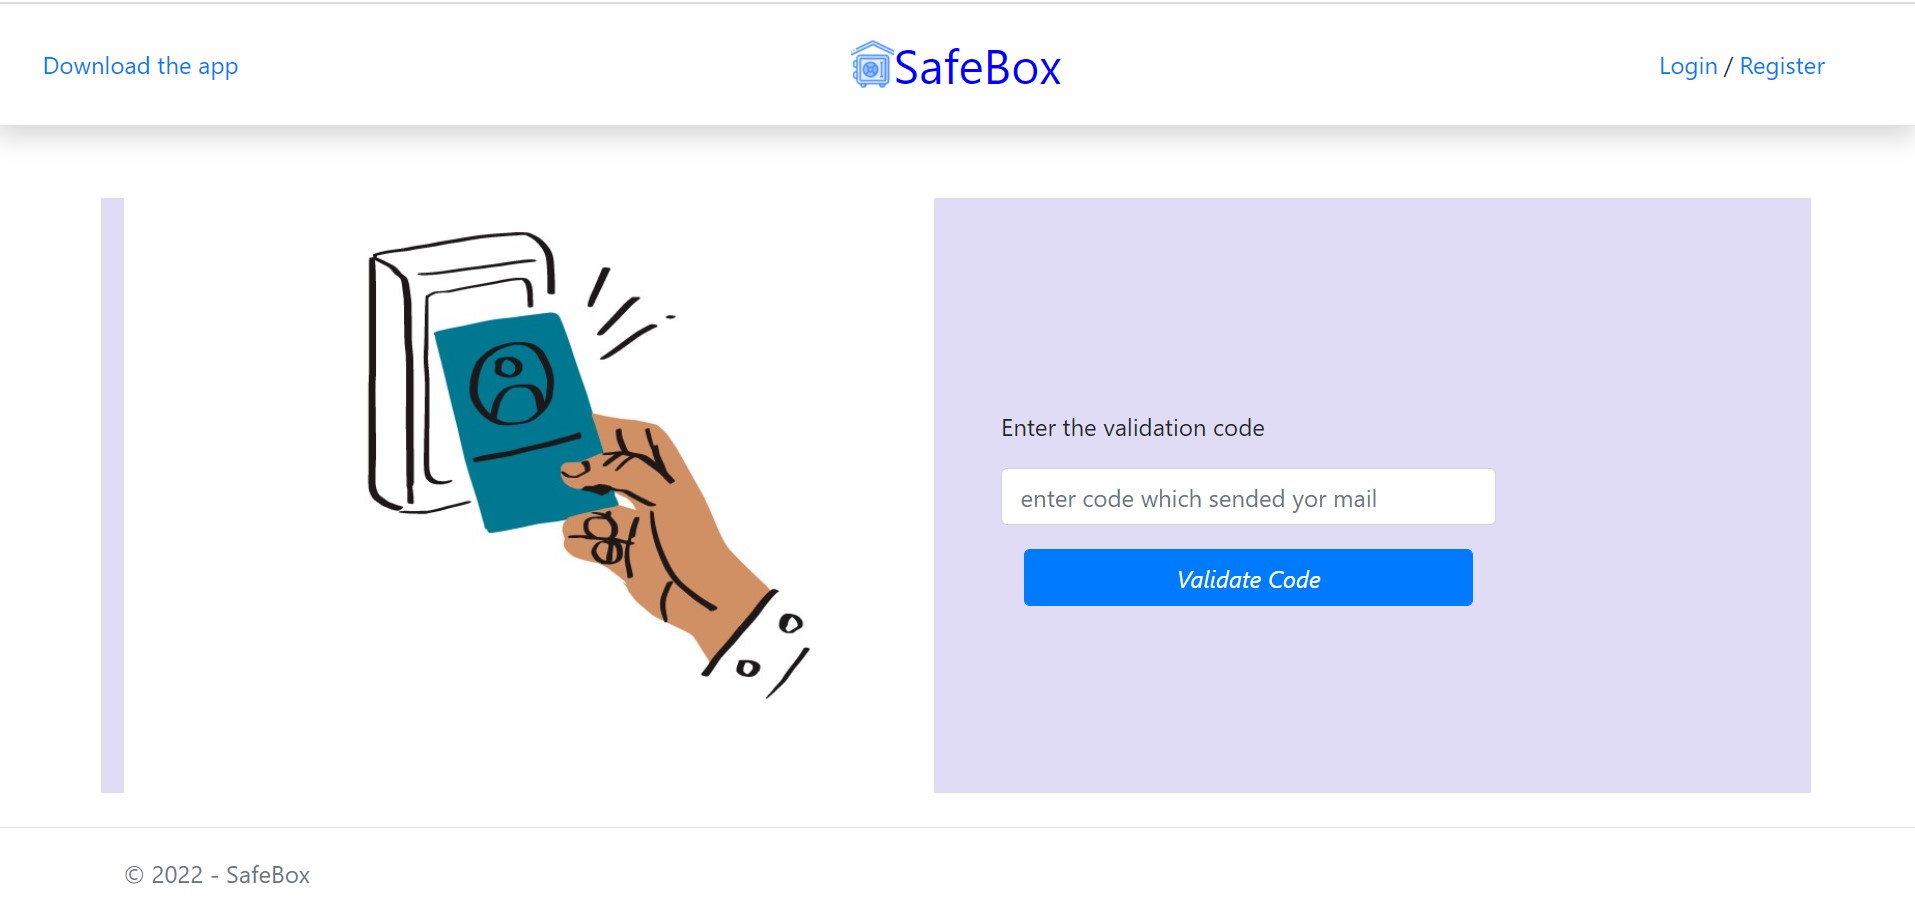 Download the app
SafeBox
Login / Register
Enter the validation code
enter code which sended yor mail
Validate Code
© 2022 - SafeBox